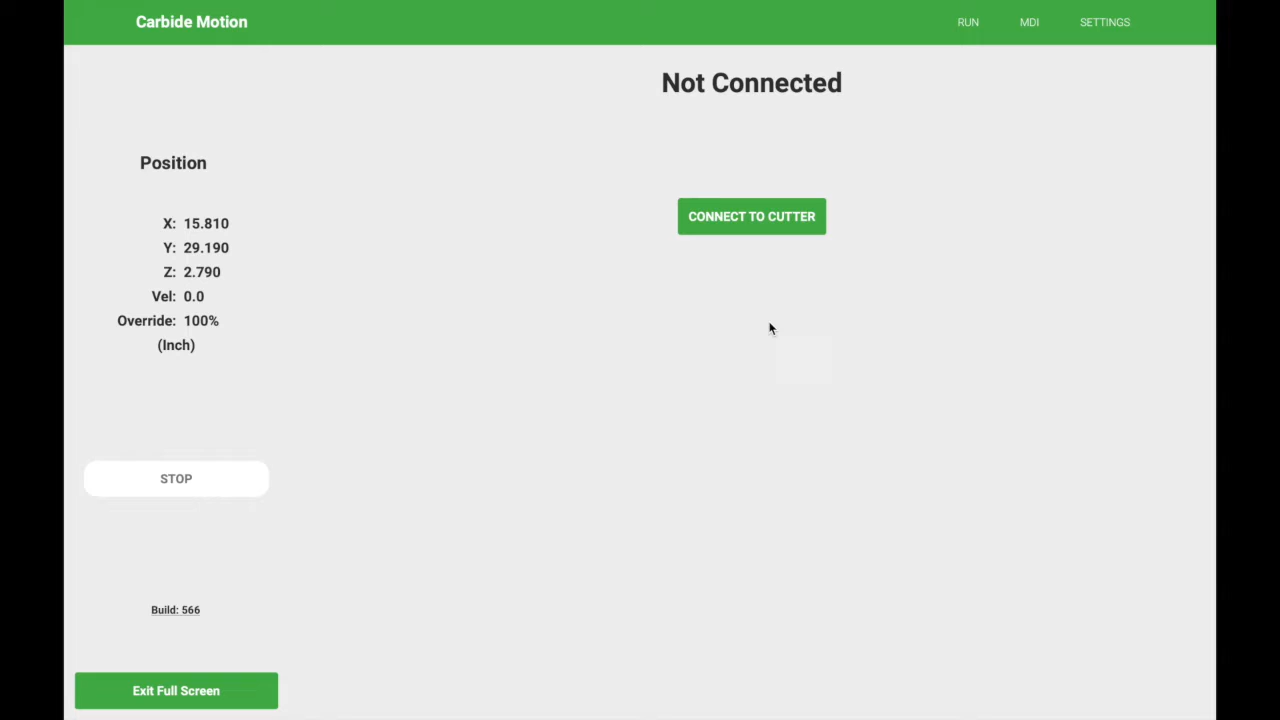 Carbide Motion
RUN
MDI
SETTINGS
Not Connected
Position
X: 15.810
Y: 29.190
Z: 2.790
Vel: 0.0
Override: 100%
(Inch)
CONNECT TO CUTTER
STOP
Build: 566
Exit Full Screen